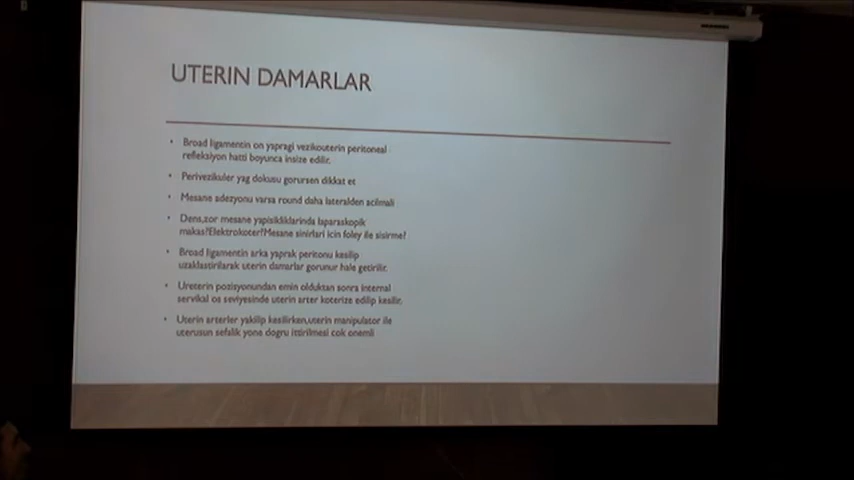 UTERIN DAMARLAR
• Broad ligamentin on yapragi vezikouterin peritoneal
refleksiyon hatti boyunca insize edilir.
• Perivezikuler yag dokusu gorursen dikkat et
• Mesane adezyonu varsa round daha lateralden acilmali
• Dens,zor mesane yapisikliklarinda laparaskopik
makas?Elektrokoter?Mesane sinirlari icin foley ile sisirme?
• Broad ligamentin arka yaprak peritonu kesilip
uzaklastirilarak uterin damarlar gorunur hale getirilir.
• Ureterin pozisyonundan emin olduktan sonra internal
servikal os seviyesinde uterin arter koterize edilip kesilir.
• Uterin arterler yakilip kesilirken,uterin manipulator ile
uterusun sefalik yone dogru ittirilmesi cok onemli